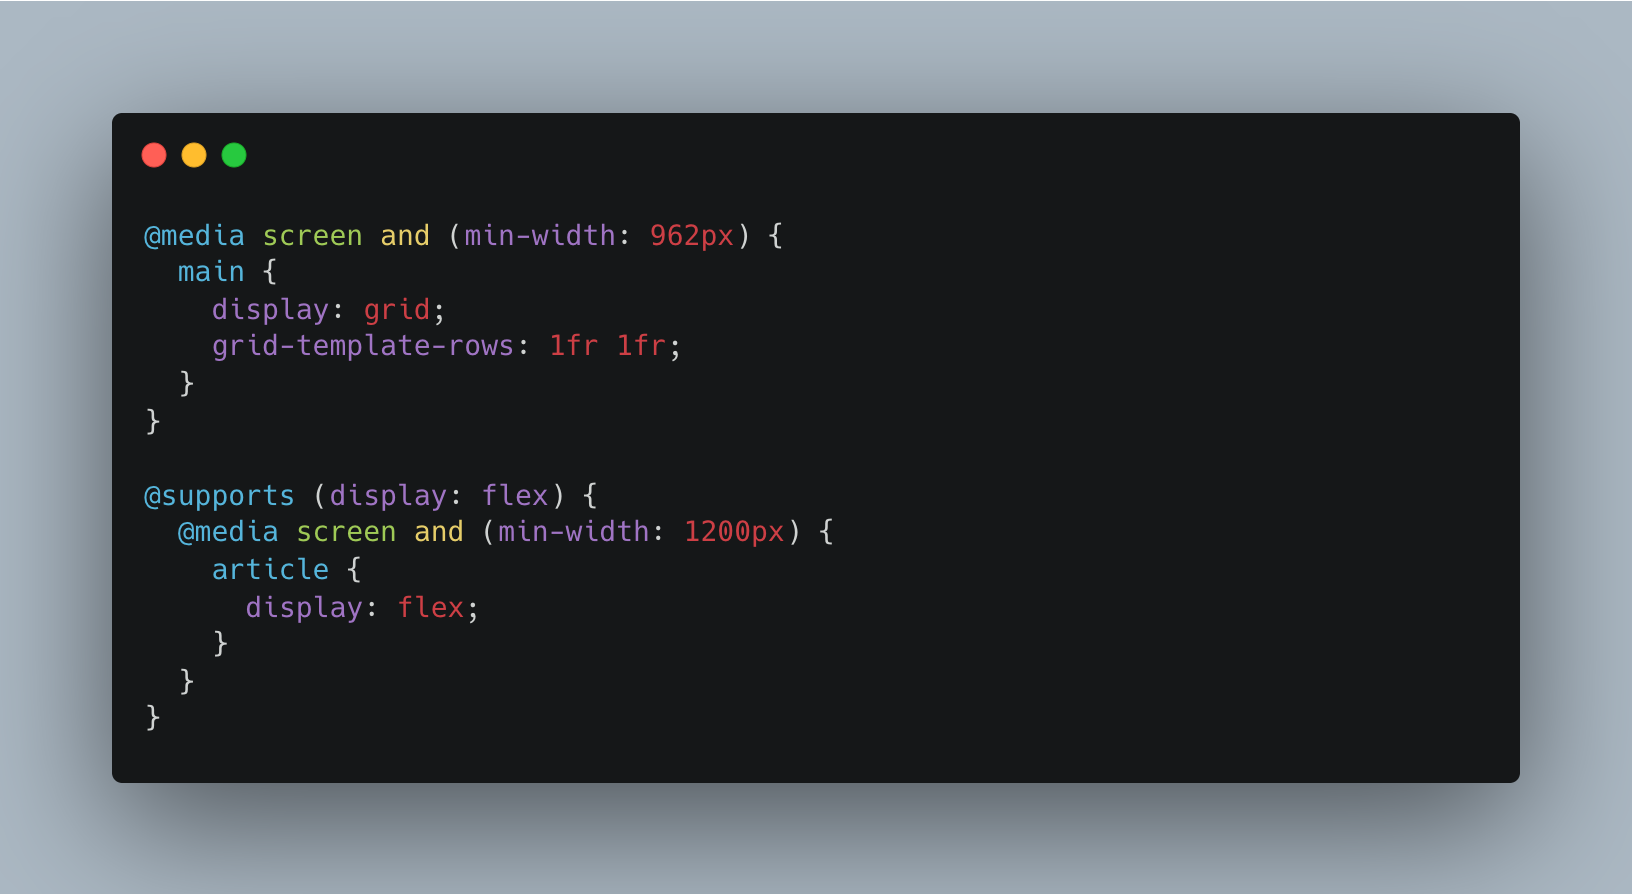 @media screen and (min-width: 962px) {
  main {
    display: grid;
    grid-template-rows: 1fr 1fr;
  }
}

@supports (display: flex) {
  @media screen and (min-width: 1200px) {
    article {
      display: flex;
    }
  }
}